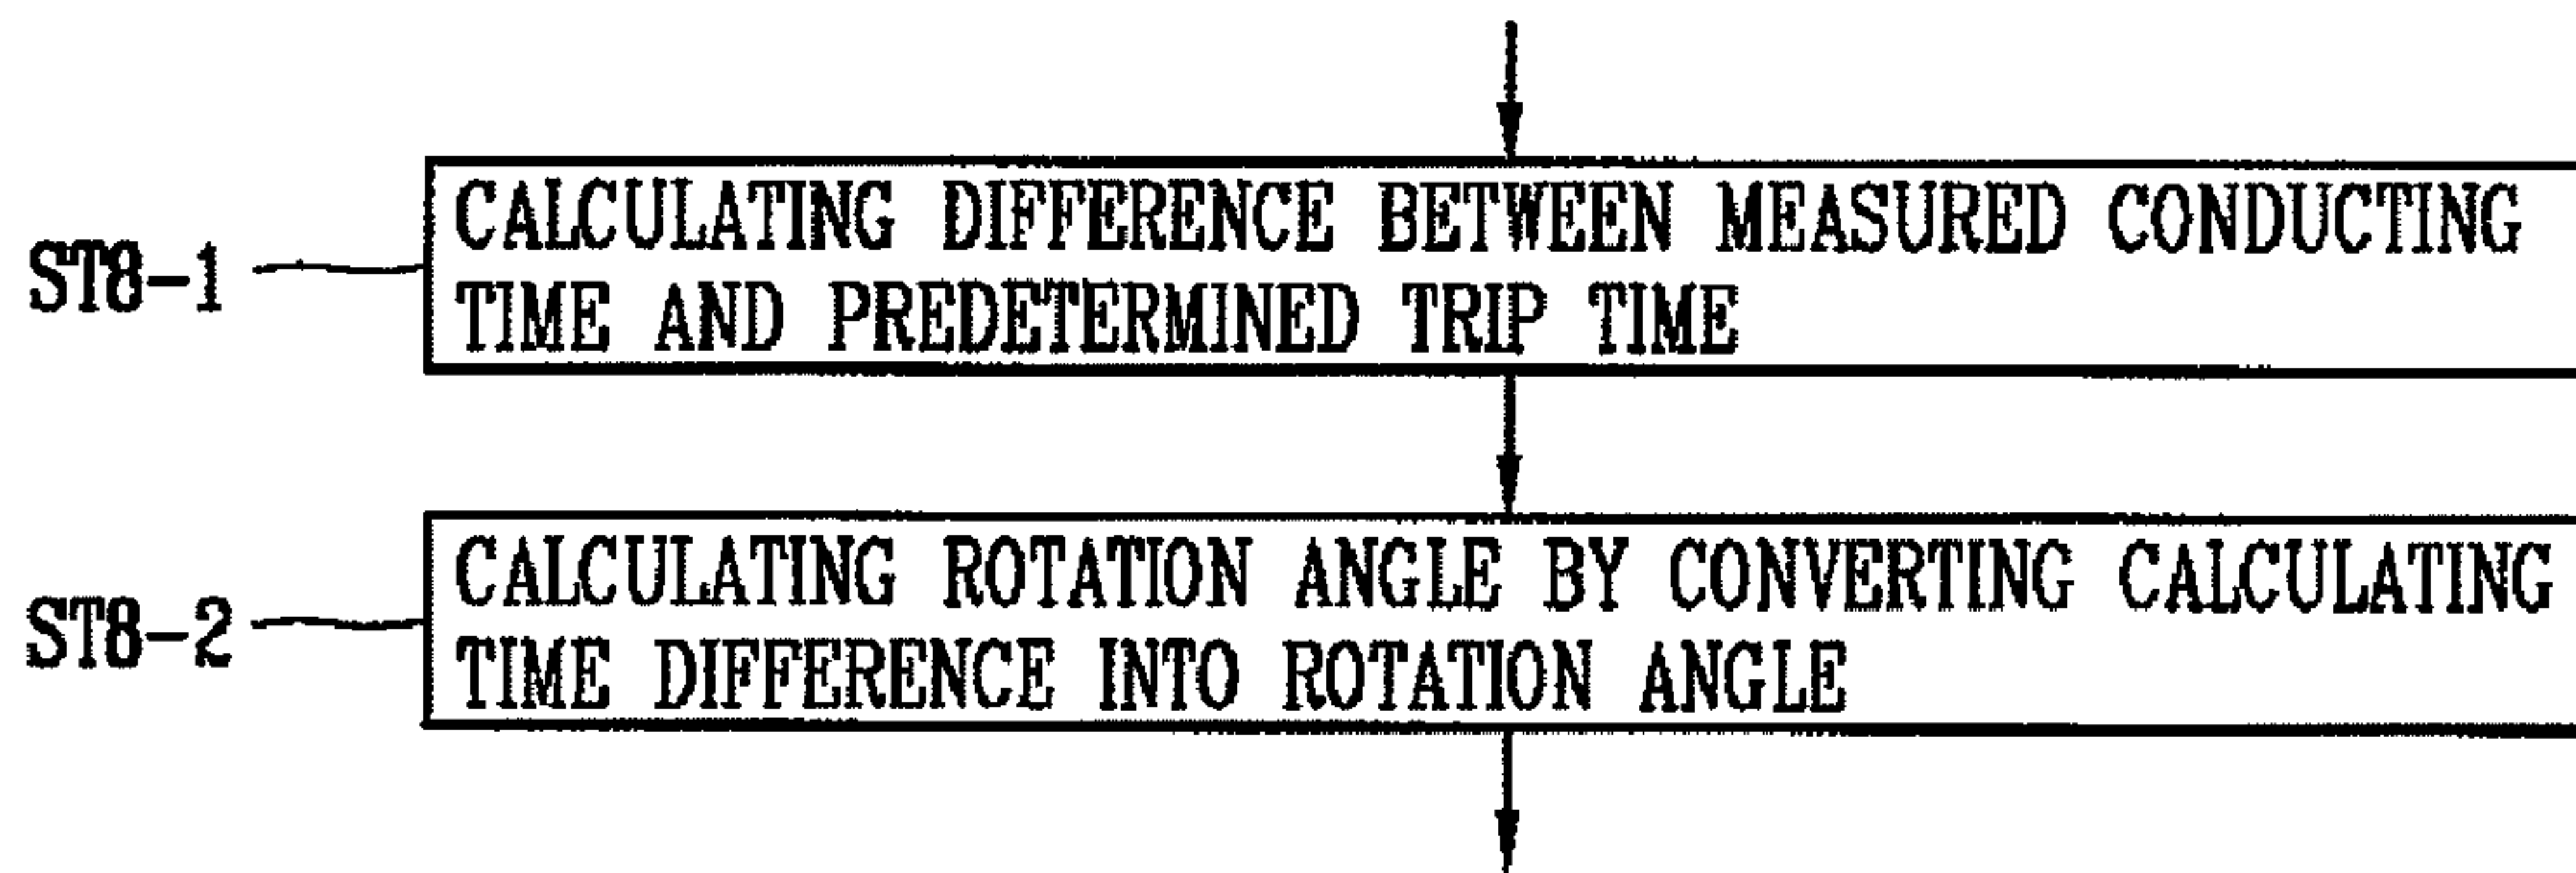 ST8-1
CALCULATING DIFFERENCE BETWEEN MEASURED CONDUCTING
TIME AND PREDETERMINED TRIP TIME
ST8-2
CALCULATING ROTATION ANGLE BY CONVERTING CALCULATING
TIME DIFFERENCE INTO ROTATION ANGLE